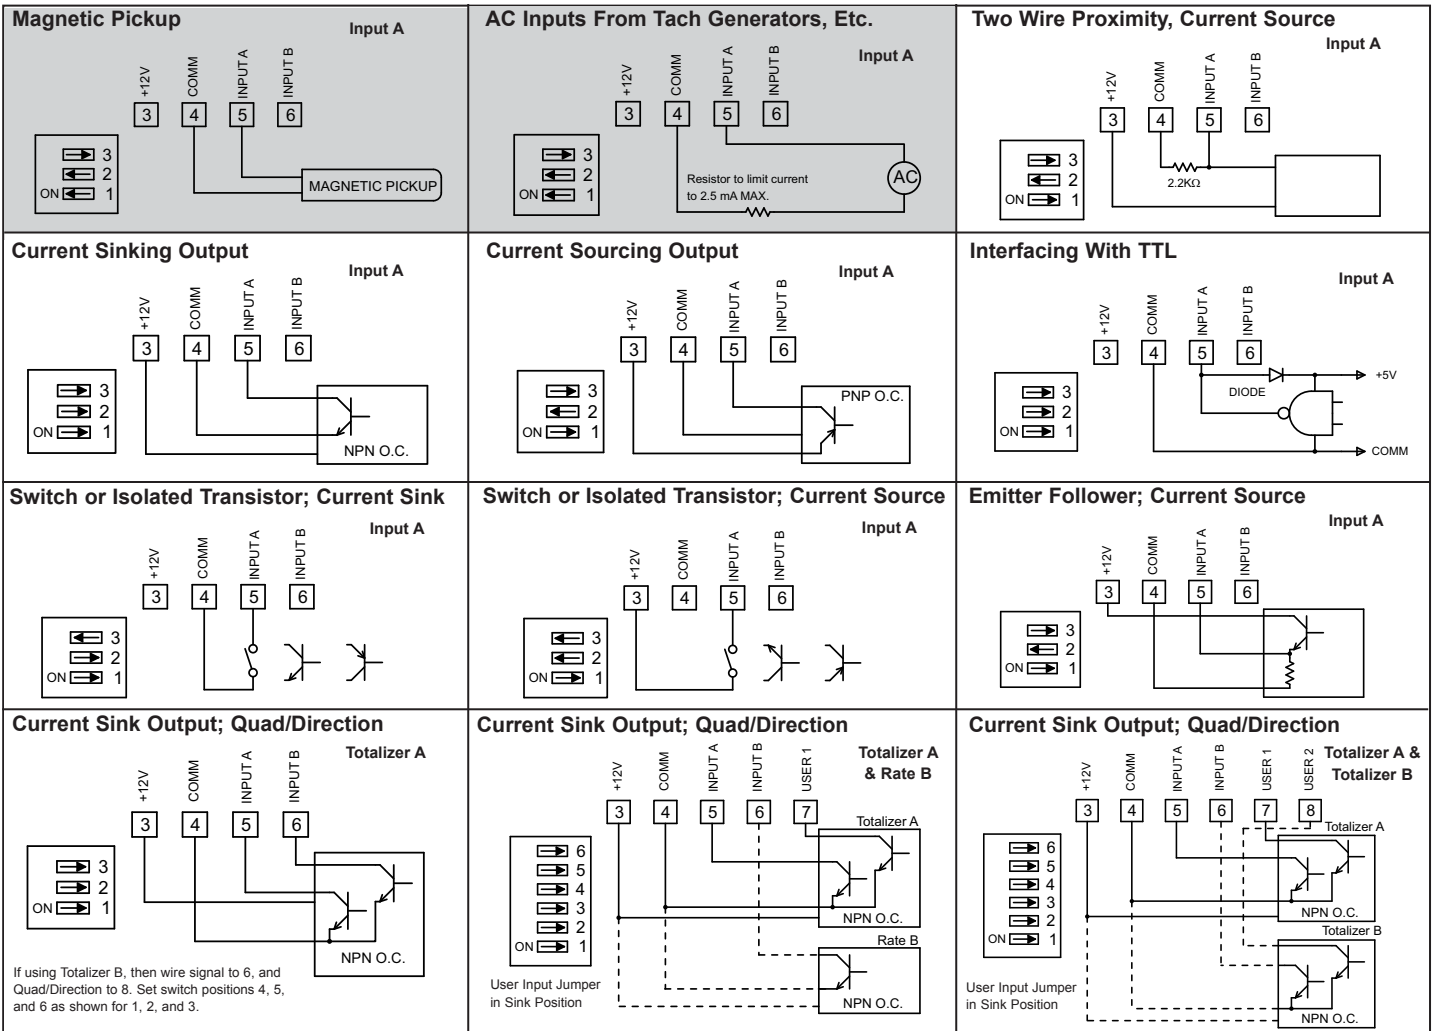 Magnetic Pickup
Input A
+12V
COMM
INPUT A
INPUT B
3
4
5
6
3
2
ON 1
MAGNETIC PICKUP
AC Inputs From Tach Generators, Etc.
Input A
+12V
COMM
INPUT A
INPUT B
3
4
5
6
3
2
ON 1
Resistor to limit current
to 2.5 mA MAX.
AC
Two Wire Proximity, Current Source
Input A
+12V
COMM
INPUT A
INPUT B
3
4
5
6
3
2
ON 1
2.2KΩ
Current Sinking Output
Input A
+12V
COMM
INPUT A
INPUT B
3
4
5
6
3
2
ON 1
NPN O.C.
Current Sourcing Output
Input A
+12V
COMM
INPUT A
INPUT B
3
4
5
6
3
2
ON 1
PNP O.C.
Interfacing With TTL
Input A
+12V
COMM
INPUT A
INPUT B
3
4
5
6
3
2
ON 1
DIODE
+5V
COMM
Switch or Isolated Transistor; Current Sink
Input A
+12V
COMM
INPUT A
INPUT B
3
4
5
6
3
2
ON 1
Switch or Isolated Transistor; Current Source
Input A
+12V
COMM
INPUT A
INPUT B
3
4
5
6
3
2
ON 1
Emitter Follower; Current Source
Input A
+12V
COMM
INPUT A
INPUT B
3
4
5
6
3
2
ON 1
Current Sink Output; Quad/Direction
Totalizer A
+12V
COMM
INPUT A
INPUT B
3
4
5
6
3
2
ON 1
NPN O.C.
If using Totalizer B, then wire signal to 6, and
Quad/Direction to 8. Set switch positions 4, 5,
and 6 as shown for 1, 2, and 3.
Current Sink Output; Quad/Direction
Totalizer A
& Rate B
+12V
COMM
INPUT A
INPUT B
USER 1
3
4
5
6
7
Totalizer A
6
5
4
3
2
ON 1
NPN O.C.
Rate B
NPN O.C.
User Input Jumper
in Sink Position
Current Sink Output; Quad/Direction
Totalizer A &
Totalizer B
+12V
COMM
INPUT A
INPUT B
USER 1
USER 2
3
4
5
6
7
8
Totalizer A
6
5
4
3
2
ON 1
NPN O.C.
Totalizer B
NPN O.C.
User Input Jumper
in Sink Position